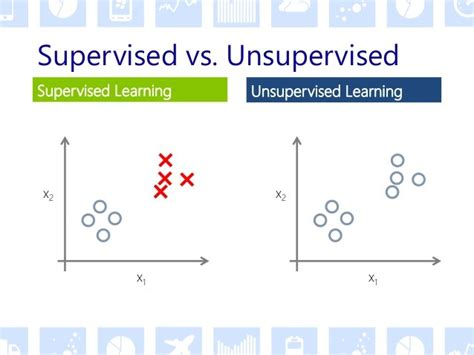 Supervised vs. Unsupervised
Supervised Learning
Unsupervised Learning
x₂
x₁
x₂
x₁